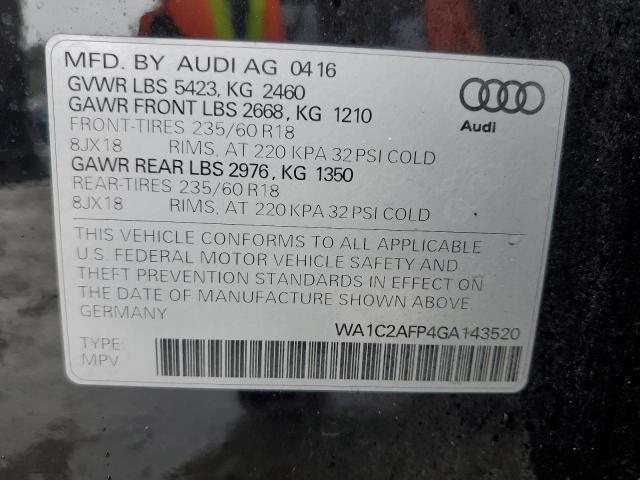 MFD. BY AUDI AG 04 16
GVWR LBS 5423, KG 2460
GAWR FRONT LBS 2668, KG 1210
FRONT-TIRES 235/60 R18
8JX18 RIMS, AT 220 KPA 32 PSI COLD
GAWR REAR LBS 2976, KG 1350
REAR-TIRES 235/60 R18
8JX18 RIMS, AT 220 KPA 32 PSI COLD
Audi
THIS VEHICLE CONFORMS TO ALL APPLICABLE
U.S. FEDERAL MOTOR VEHICLE SAFETY AND
THEFT PREVENTION STANDARDS IN EFFECT ON
THE DATE OF MANUFACTURE SHOWN ABOVE
GERMANY
WA1C2AFP4GA143520
TYPE
MPV